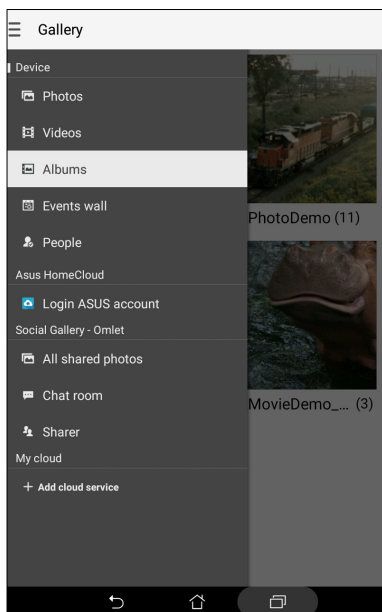 Gallery
Device
Photos
Videos
Albums
Events wall
People
Asus HomeCloud
Login ASUS account
Social Gallery - Omlet
All shared photos
Chat room
Sharer
My cloud
+ Add cloud service
PhotoDemo (11)
MovieDemo_... (3)